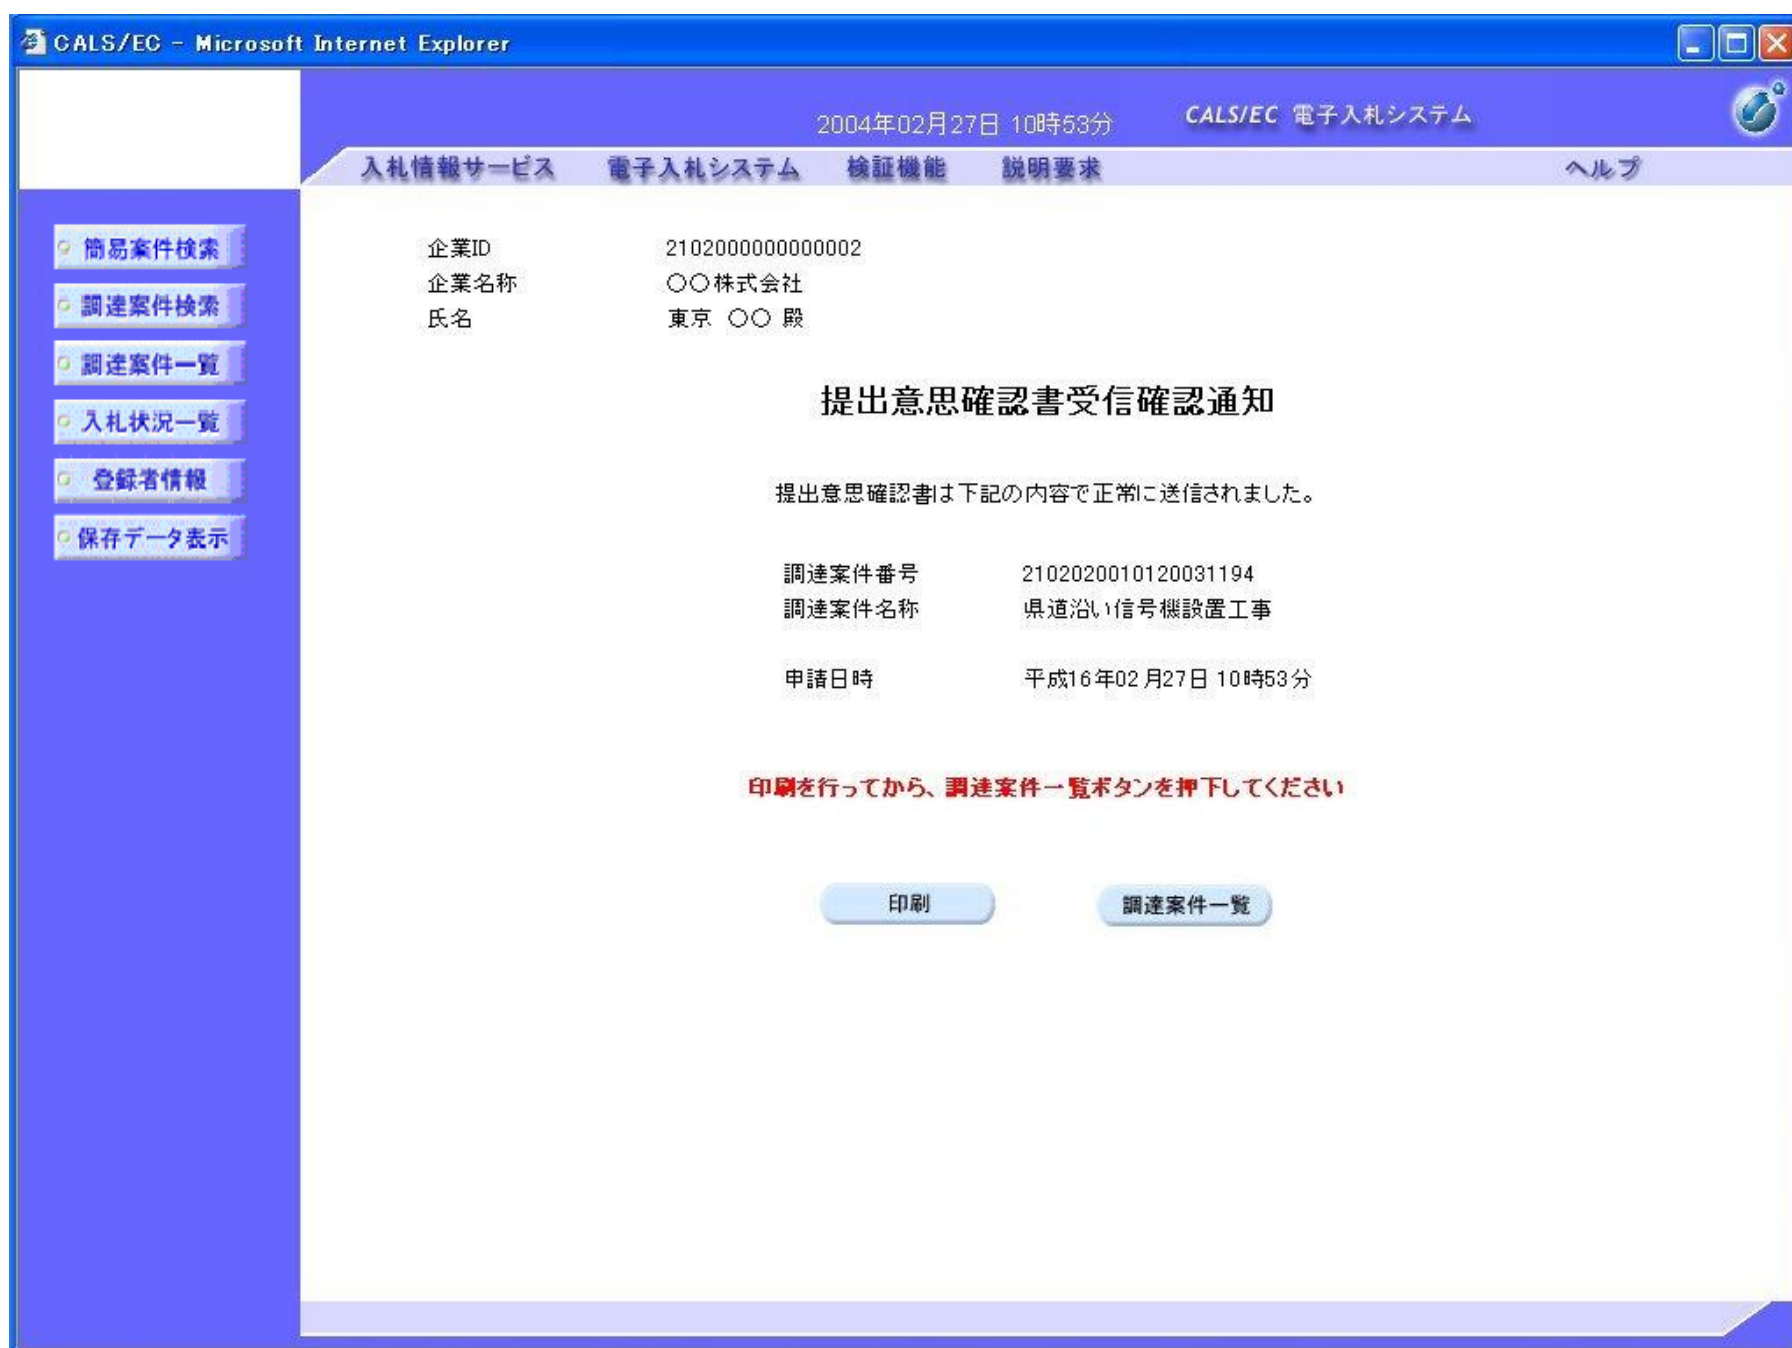 CALS/EC - Microsoft Internet Explorer
2004年02月27日 10時53分
CALS/EC 電子入札システム
入札情報サービス 電子入札システム 検証機能 説明要求 ヘルプ
簡易案件検索
調達案件検索
調達案件一覧
入札状況一覧
登録者情報
保存データ表示
企業ID 2102000000000002
企業名称 〇〇株式会社
氏名 東京 〇〇 殿
提出意思確認書受信確認通知
提出意思確認書は下記の内容で正常に送信されました。
調達案件番号 2102020010120031194
調達案件名称 県道沿い信号機設置工事
申請日時 平成16年02月27日 10時53分
印刷を行ってから、調達案件一覧ボタンを押下してください
印刷 調達案件一覧